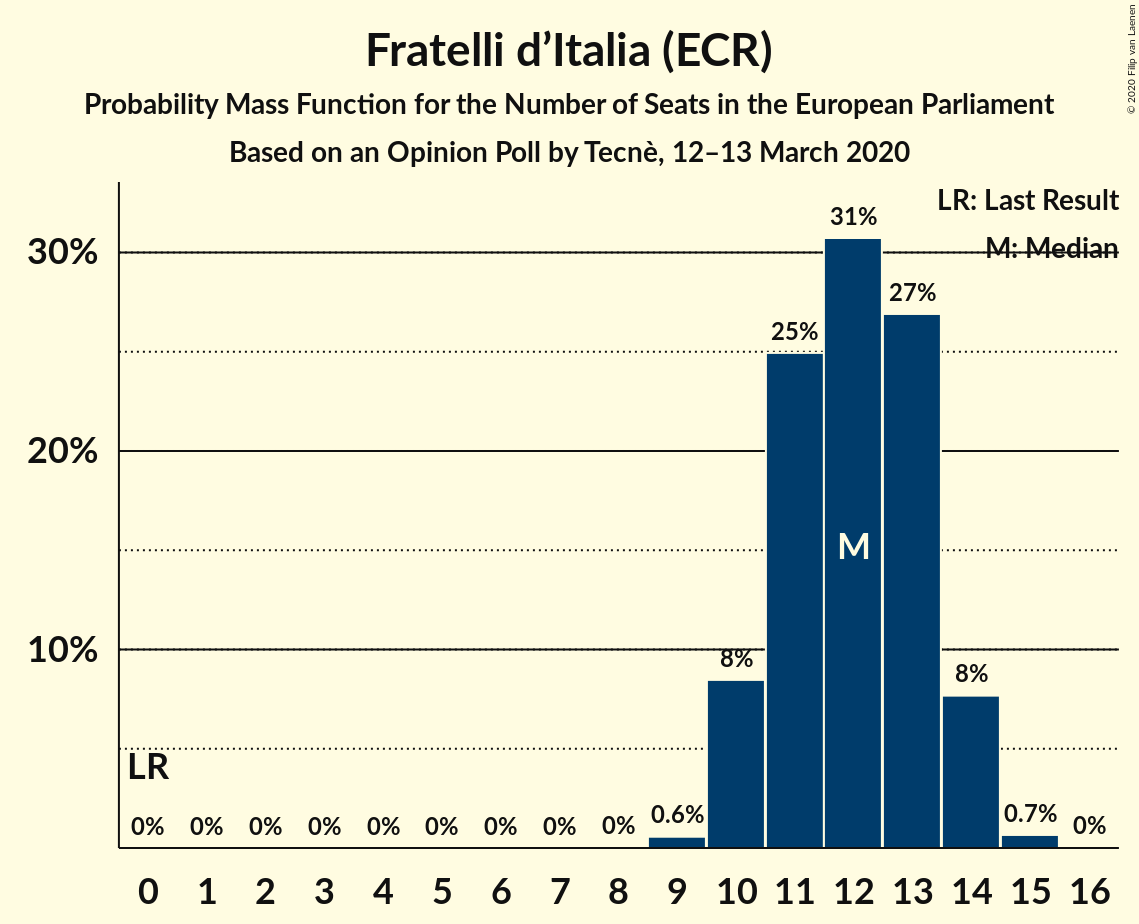 Fratelli d’Italia (ECR)
Probability Mass Function for the Number of Seats in the European Parliament
Based on an Opinion Poll by Tecnè, 12–13 March 2020
© 2020 Filip van Laenen
LR: Last Result
M: Median
30%
20%
10%
31%
27%
25%
8%
8%
M
LR
0% 0% 0% 0% 0% 0% 0% 0% 0% 0.6% 0.7% 0%
0 1 2 3 4 5 6 7 8 9 10 11 12 13 14 15 16